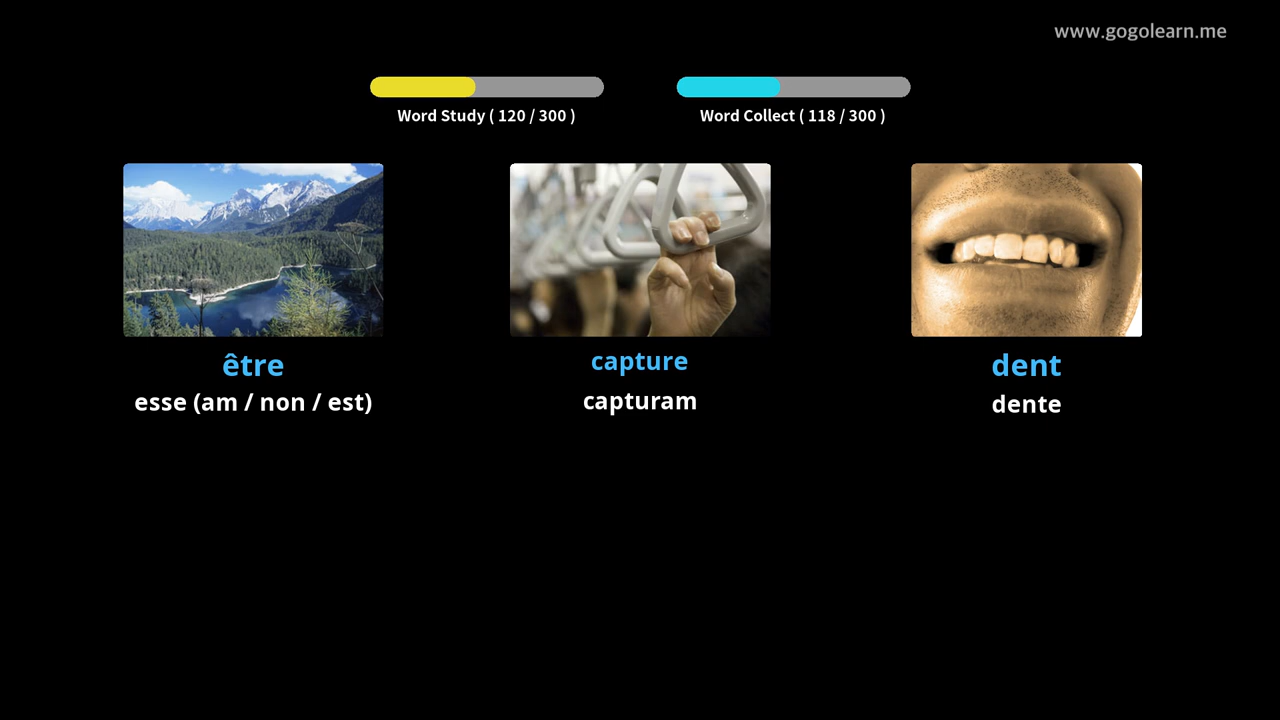 www.gogolearn.me
Word Study ( 120 / 300 )
Word Collect ( 118 / 300 )
être
esse (am / non / est)
capture
capturam
dent
dente